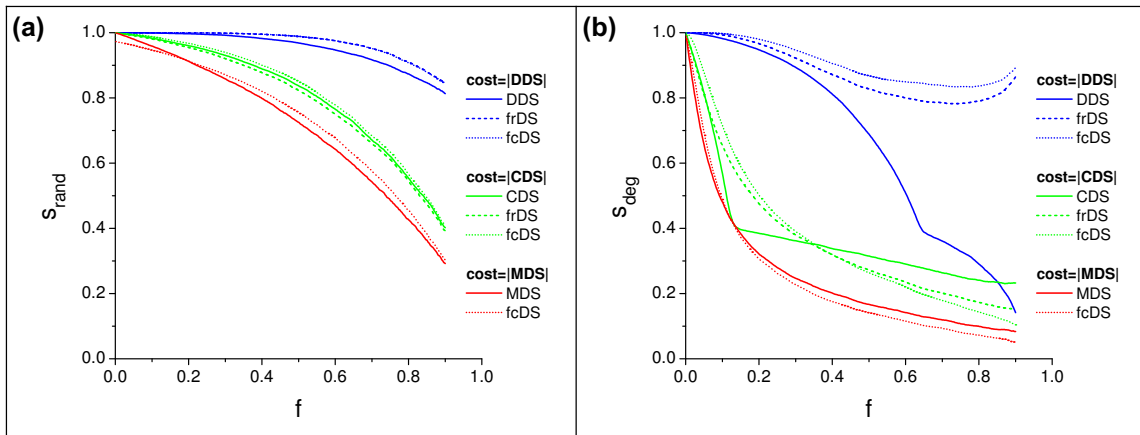 (a)
1.0
0.8
0.6
0.4
0.2
0.0
S_rand
0.0 0.2 0.4 0.6 0.8 1.0
f
cost=|DDS|
DDS
frDS
fcDS
cost=|CDS|
CDS
frDS
fcDS
cost=|MDS|
MDS
fcDS
(b)
1.0
0.8
0.6
0.4
0.2
0.0
S_deg
0.0 0.2 0.4 0.6 0.8 1.0
f
cost=|DDS|
DDS
frDS
fcDS
cost=|CDS|
CDS
frDS
fcDS
cost=|MDS|
MDS
fcDS